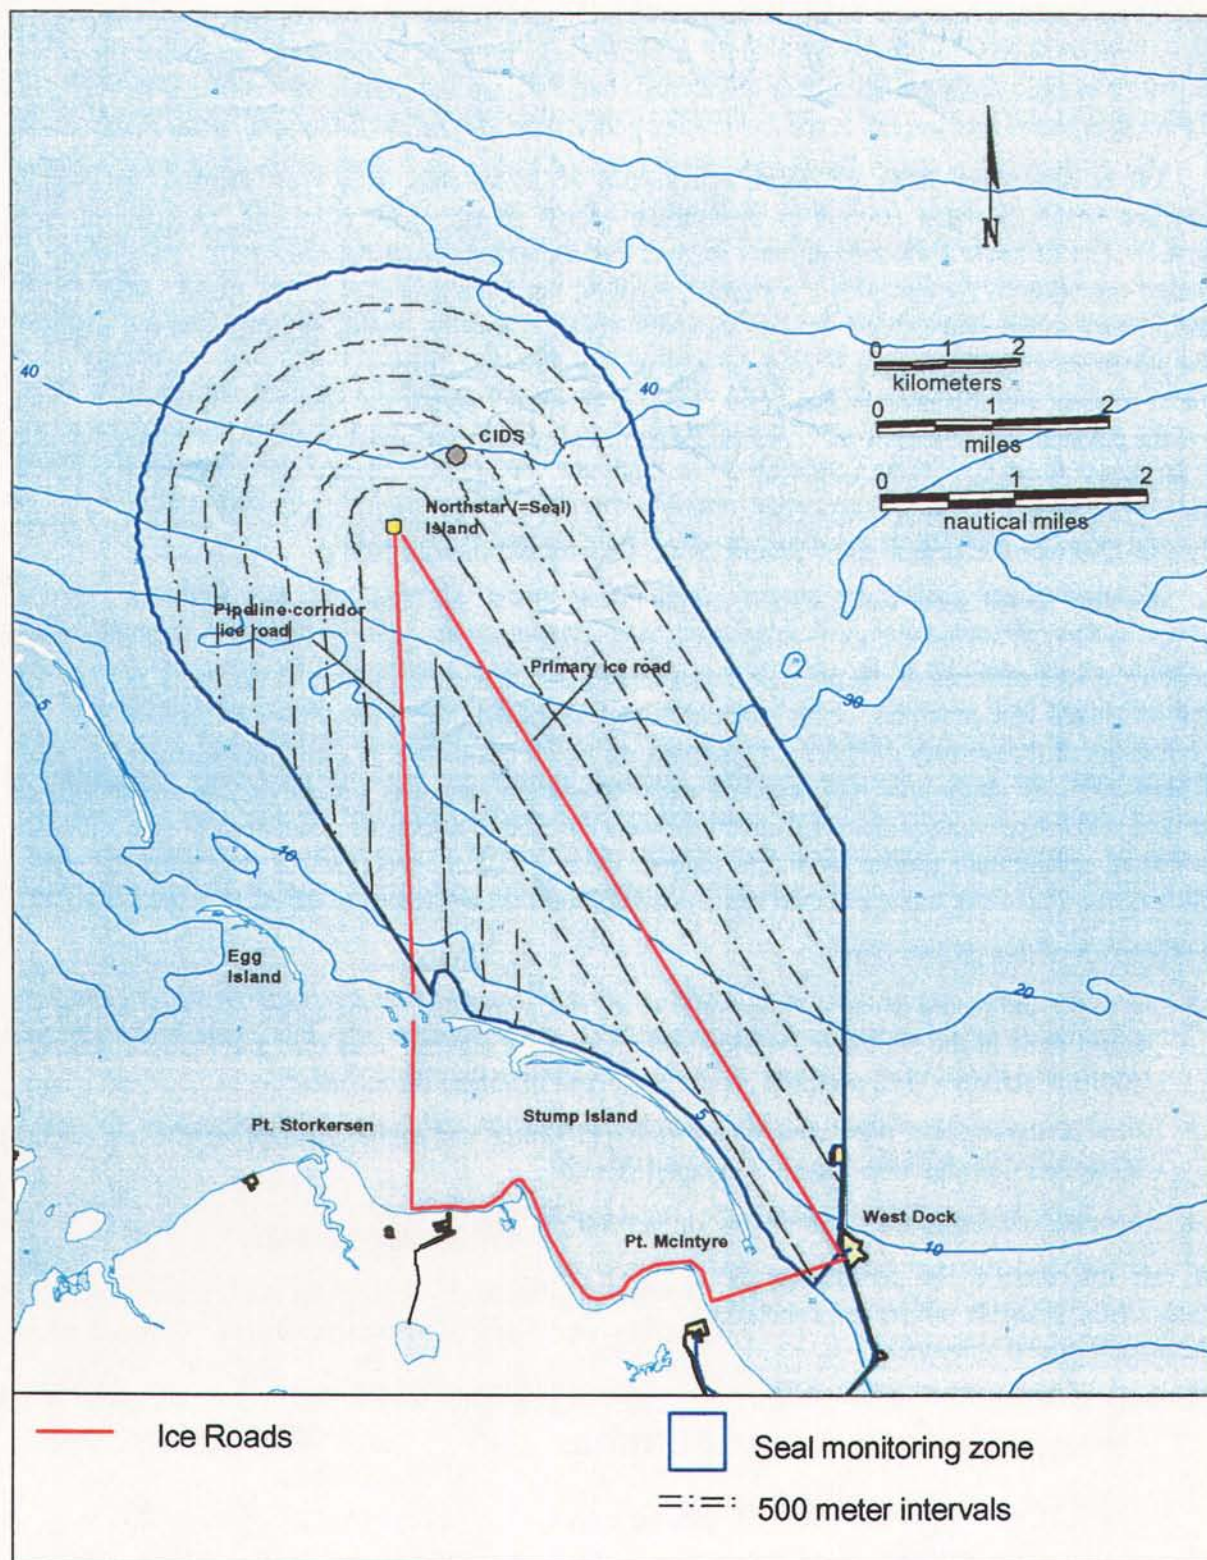 N
0 1 2
kilometers
0 1 2
miles
0 1 2
nautical miles
40
40
CIDS
Northstar (=Seal)
Island
Pipeline corridor
ice road
Primary ice road
30
5
10
Egg
Island
20
Stump Island
5
Pt. Storkersen
West Dock
Pt. McIntyre
10
a
Ice Roads
Seal monitoring zone
500 meter intervals